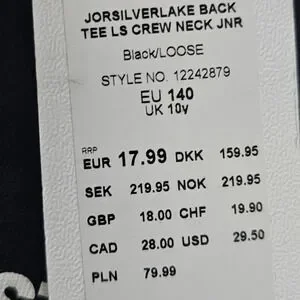 JORSILVERLAKE BACK
TEE LS CREW NECK JNR
Black/LOOSE
STYLE NO. 12242879
EU 140
UK 10y
RRP
EUR 17.99 DKK 159.95
SEK 219.95 NOK 219.95
GBP 18.00 CHF 19.90
CAD 28.00 USD 29.50
PLN 79.99